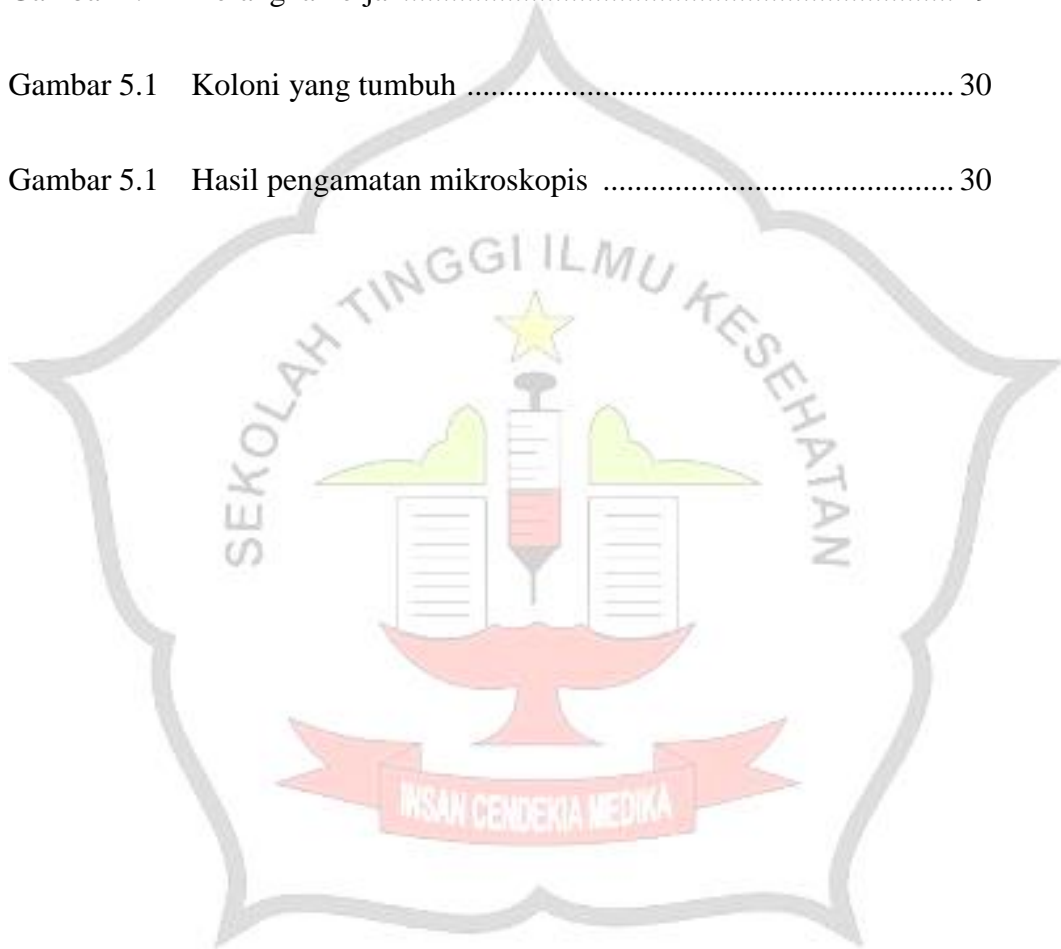 Gambar 5.1 Koloni yang tumbuh ............................................................. 30
Gambar 5.1 Hasil pengamatan mikroskopis ............................................ 30
SEKOLAH TINGGI ILMU KESEHATAN
INSAN CENDEKIA MEDIKA